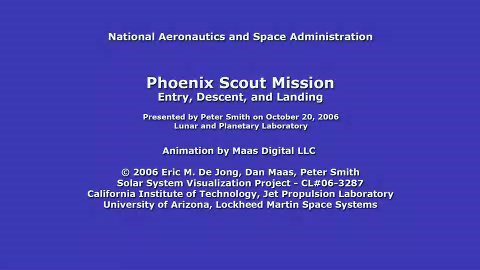 National Aeronautics and Space Administration
Phoenix Scout Mission
Entry, Descent, and Landing
Presented by Peter Smith on October 20, 2006
Lunar and Planetary Laboratory
Animation by Maas Digital LLC
© 2006 Eric M. De Jong, Dan Maas, Peter Smith
Solar System Visualization Project - CL#06-3287
California Institute of Technology, Jet Propulsion Laboratory
University of Arizona, Lockheed Martin Space Systems